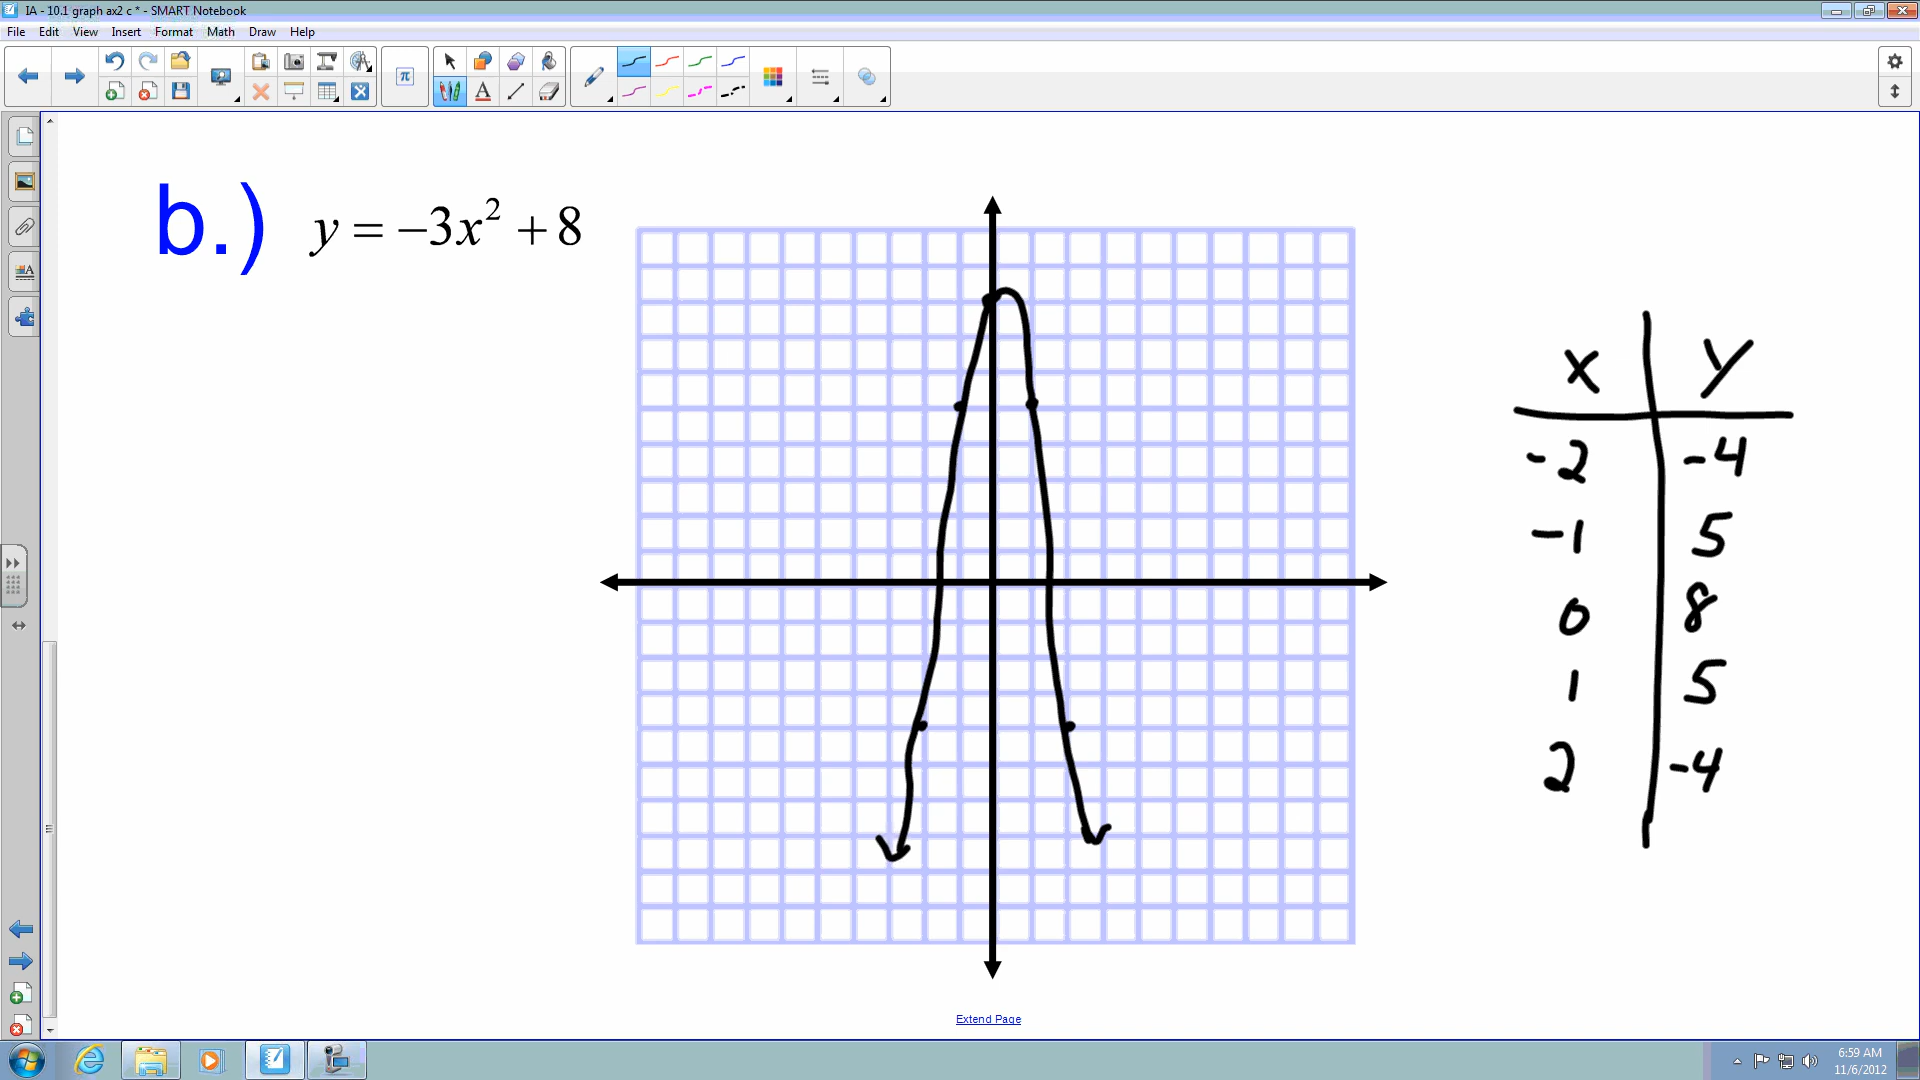 IA - 10.1 graph ax2 c * - SMART Notebook
File Edit View Insert Format Math Draw Help
b.) y = −3x² + 8
x y
-2 -4
-1 5
0 8
1 5
2 -4
Extend Page
6:59 AM
11/6/2012